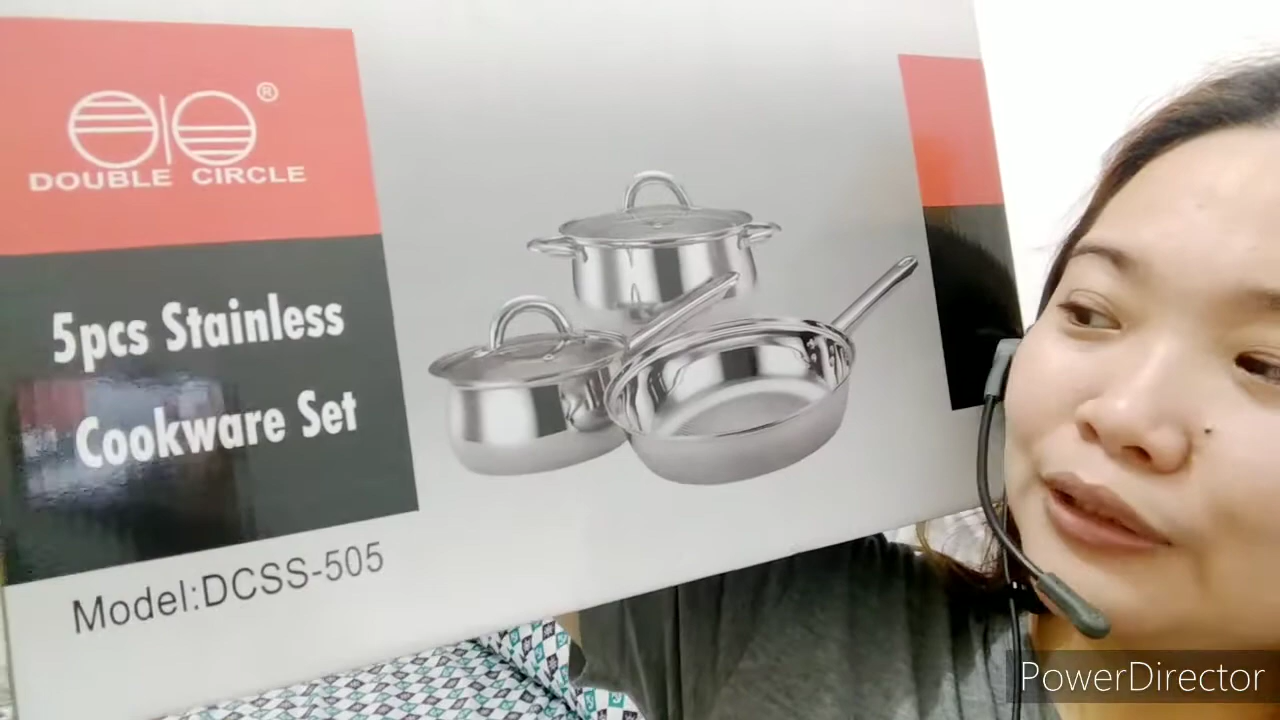 ®
DOUBLE CIRCLE
5pcs Stainless
Cookware Set
Model:DCSS-505
PowerDirector